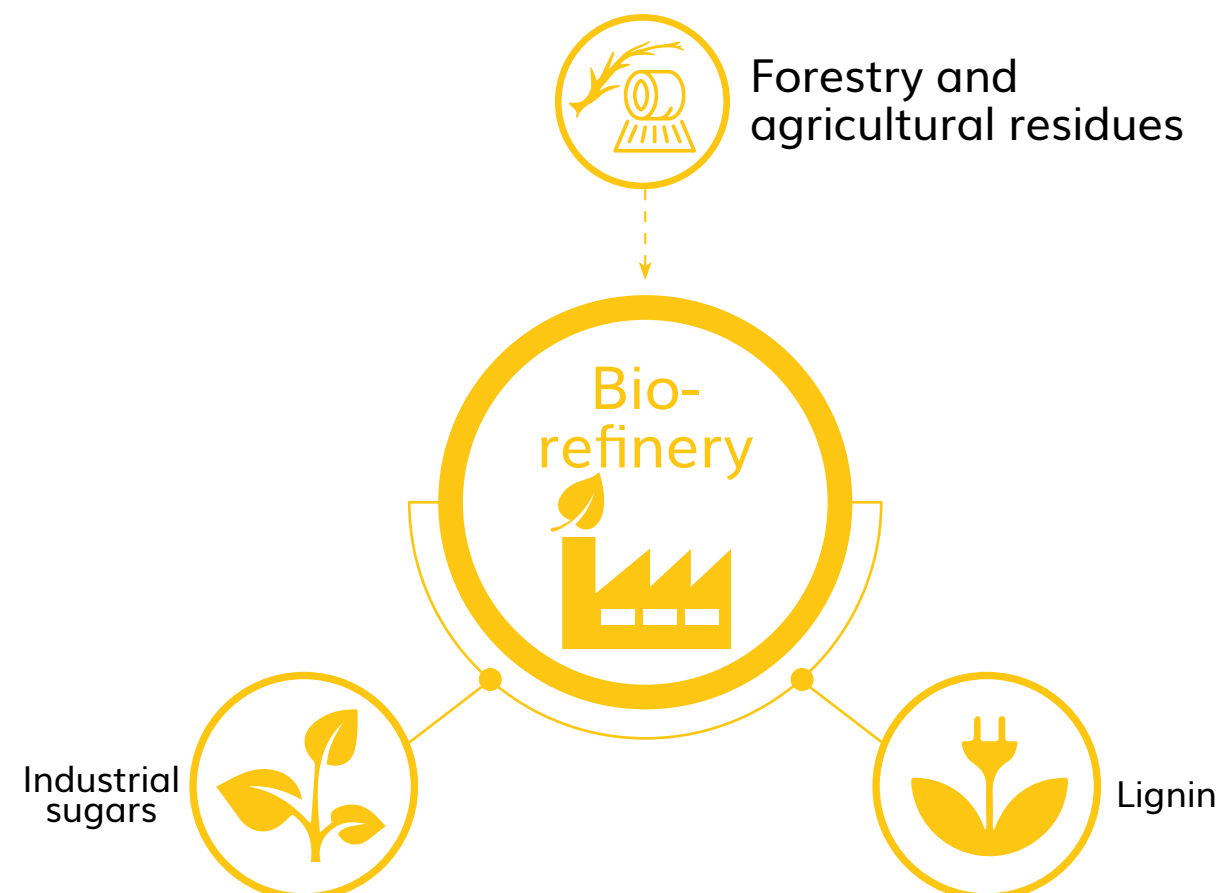 Forestry and
agricultural residues
Bio-
refinery
Industrial
sugars
Lignin